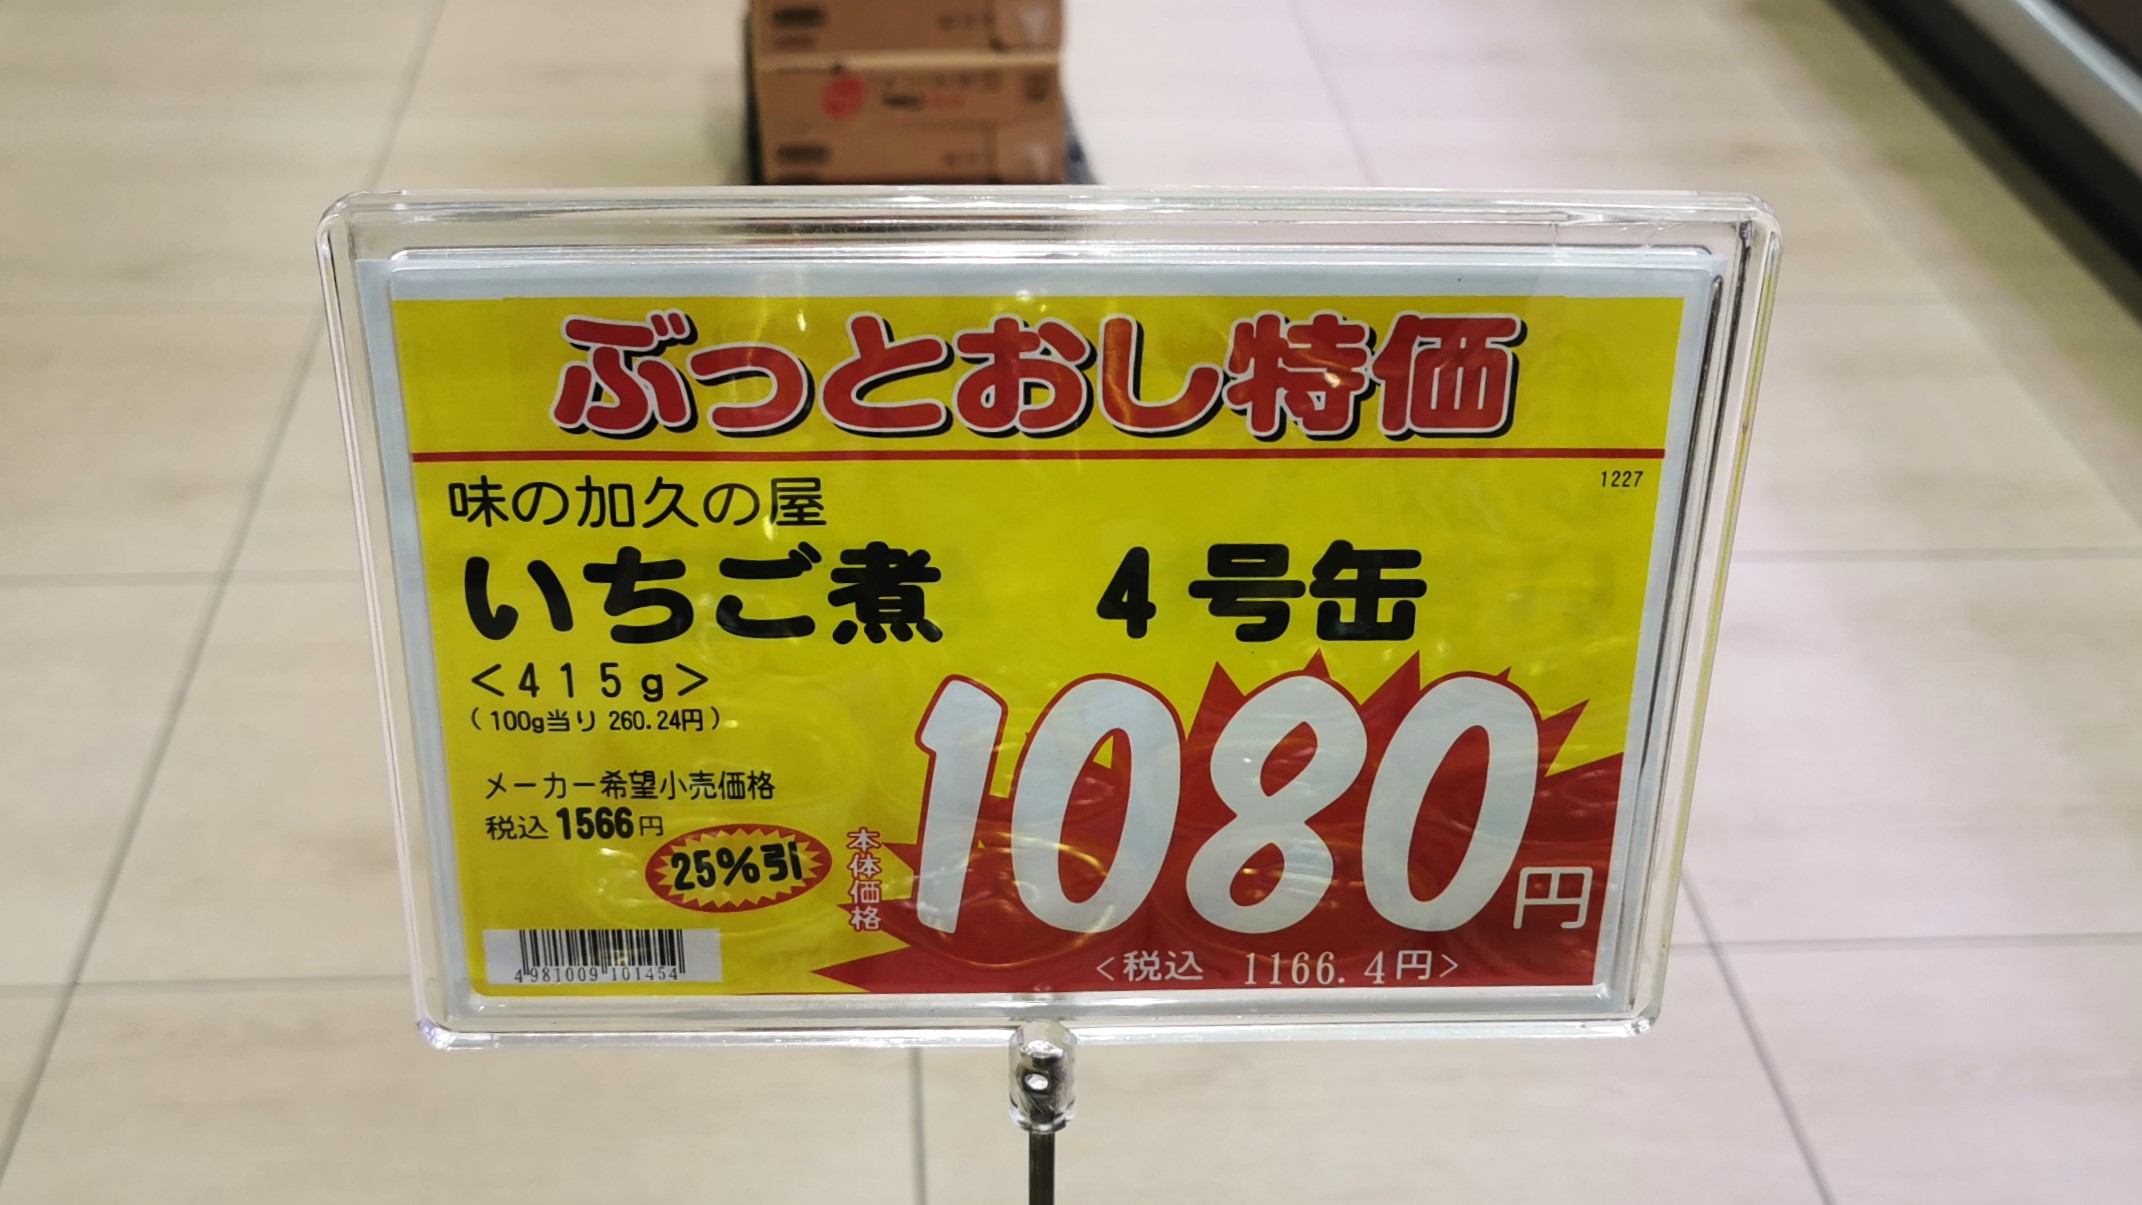 ぶっとおし特価
1227
味の加久の屋
いちご煮 4号缶
<415g>
(100g当り 260.24円)
メーカー希望小売価格
税込1566円
25%引
本体価格
1080円
<税込 1166.4円>
4981009101454